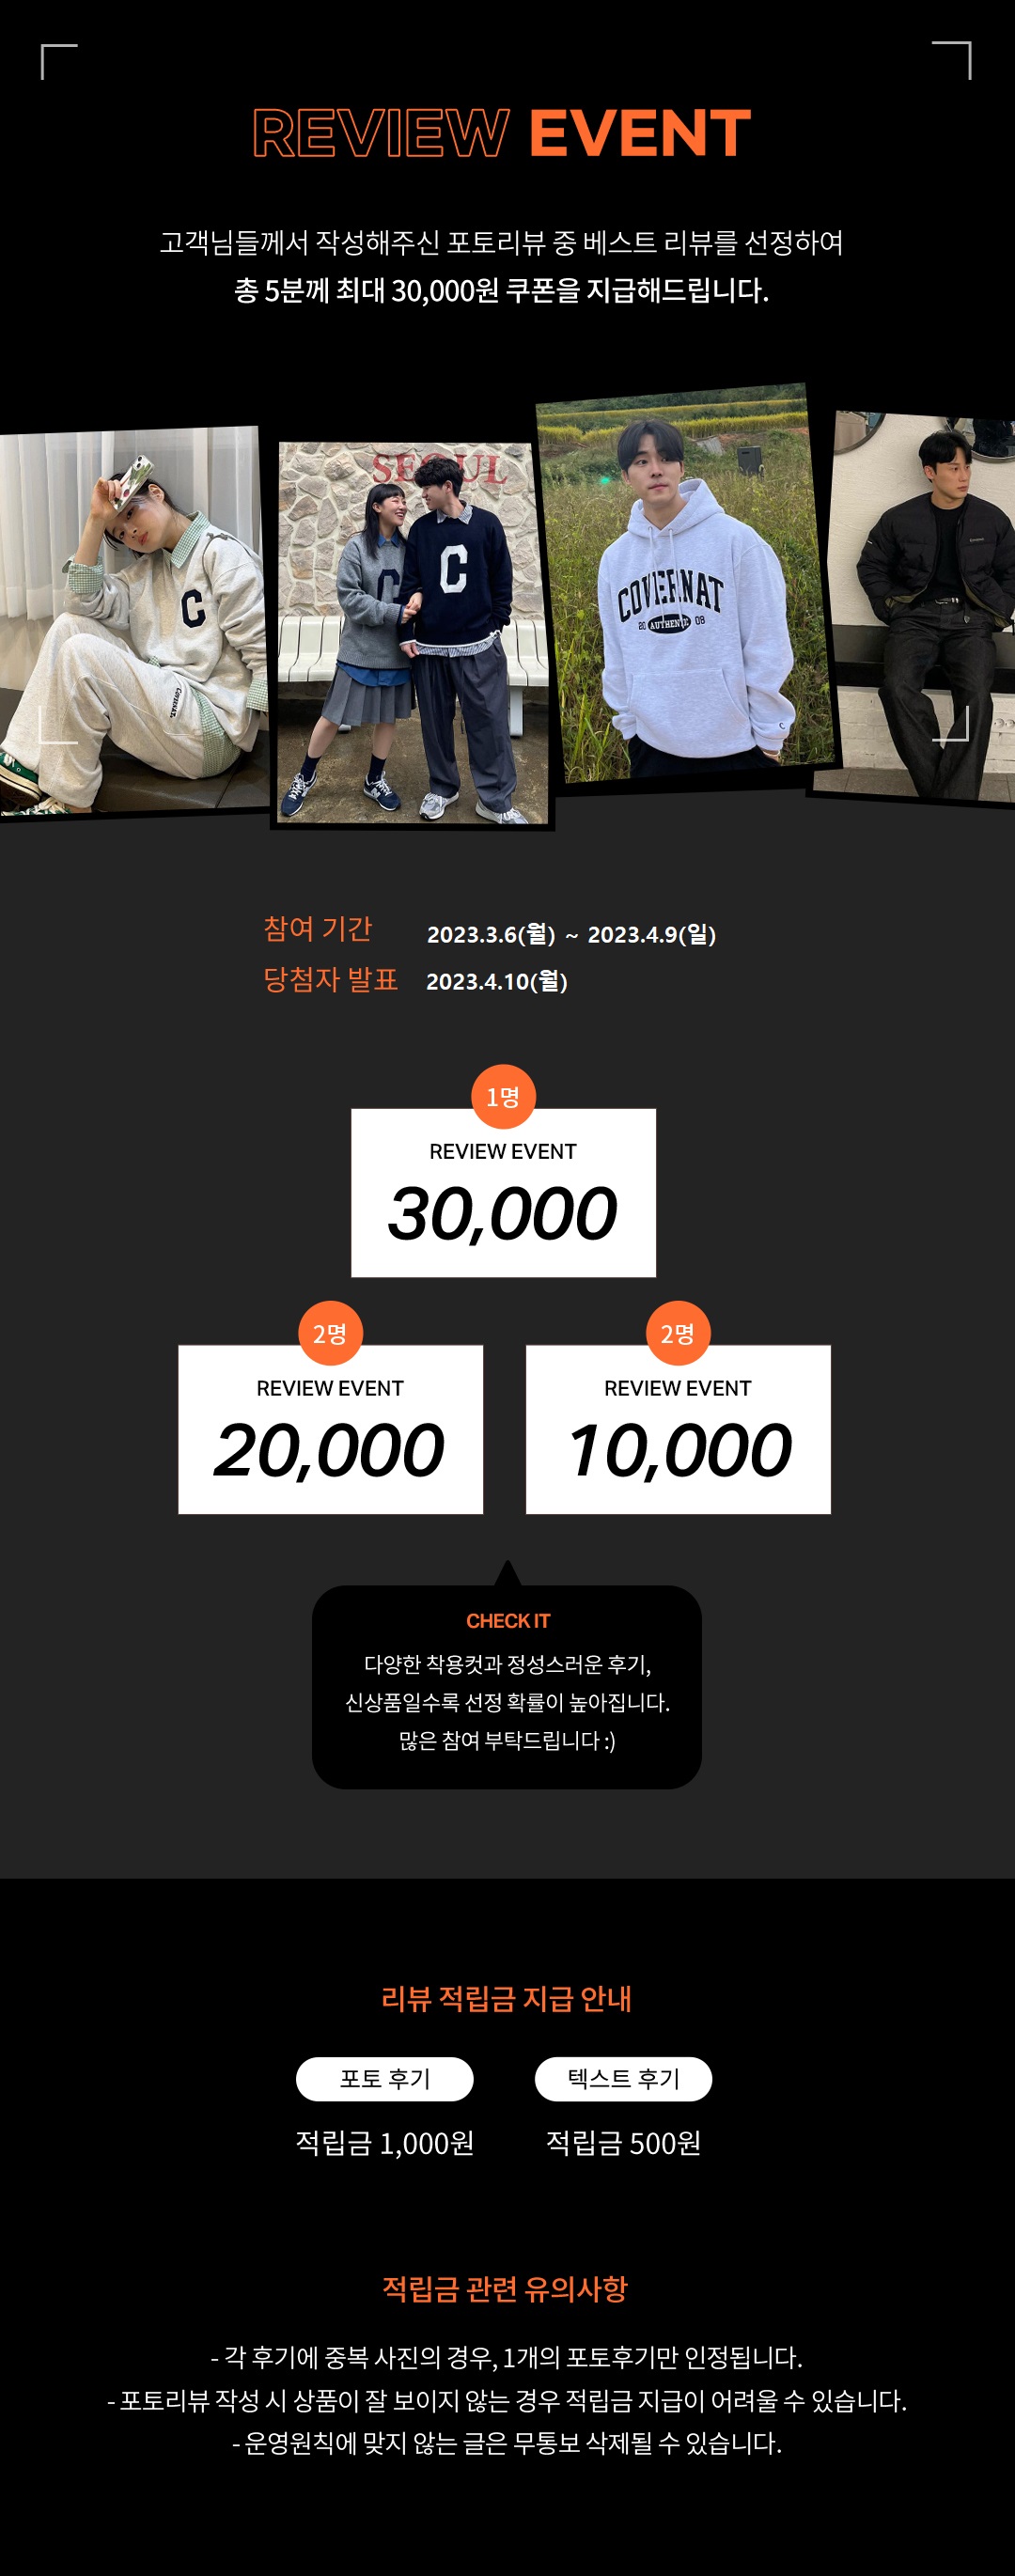 REVIEW EVENT
고객님들께서 작성해주신 포토리뷰 중 베스트 리뷰를 선정하여
총 5분께 최대 30,000원 쿠폰을 지급해드립니다.
SEOUL
C
COVERNAT
C
C
COVERNAT
20 AUTHENTIC 08
C
참여 기간 2023.3.6(월) ~ 2023.4.9(일)
당첨자 발표 2023.4.10(월)
1명
REVIEW EVENT
30,000
2명
REVIEW EVENT
20,000
2명
REVIEW EVENT
10,000
CHECK IT
다양한 착용컷과 정성스러운 후기,
신상품일수록 선정 확률이 높아집니다.
많은 참여 부탁드립니다 :)
리뷰 적립금 지급 안내
포토 후기 텍스트 후기
적립금 1,000원 적립금 500원
적립금 관련 유의사항
- 각 후기에 중복 사진의 경우, 1개의 포토후기만 인정됩니다.
- 포토리뷰 작성 시 상품이 잘 보이지 않는 경우 적립금 지급이 어려울 수 있습니다.
- 운영원칙에 맞지 않는 글은 무통보 삭제될 수 있습니다.